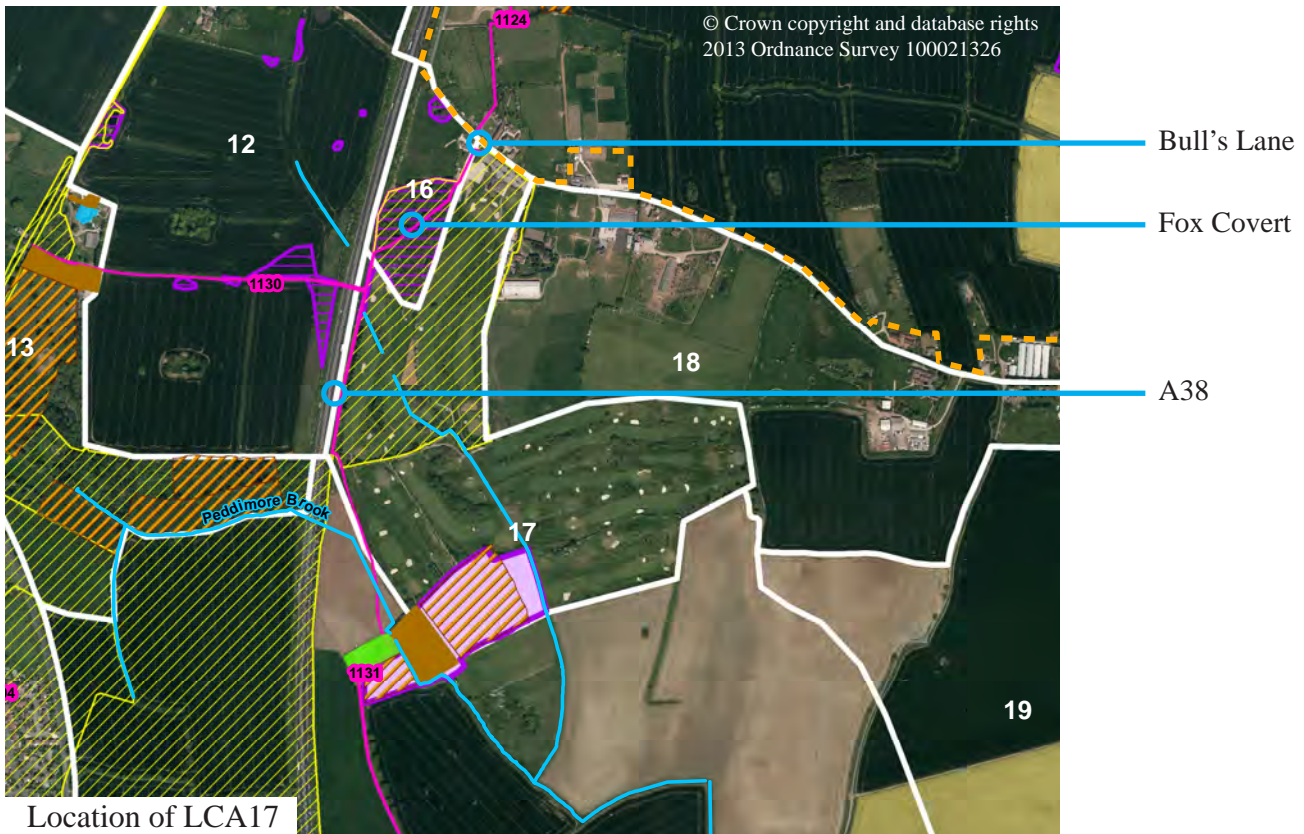 1124
© Crown copyright and database rights
2013 Ordnance Survey 100021326
12
Bull's Lane
16
Fox Covert
1130
13
18
A38
Peddimore Brook
17
1131
94
19
Location of LCA17